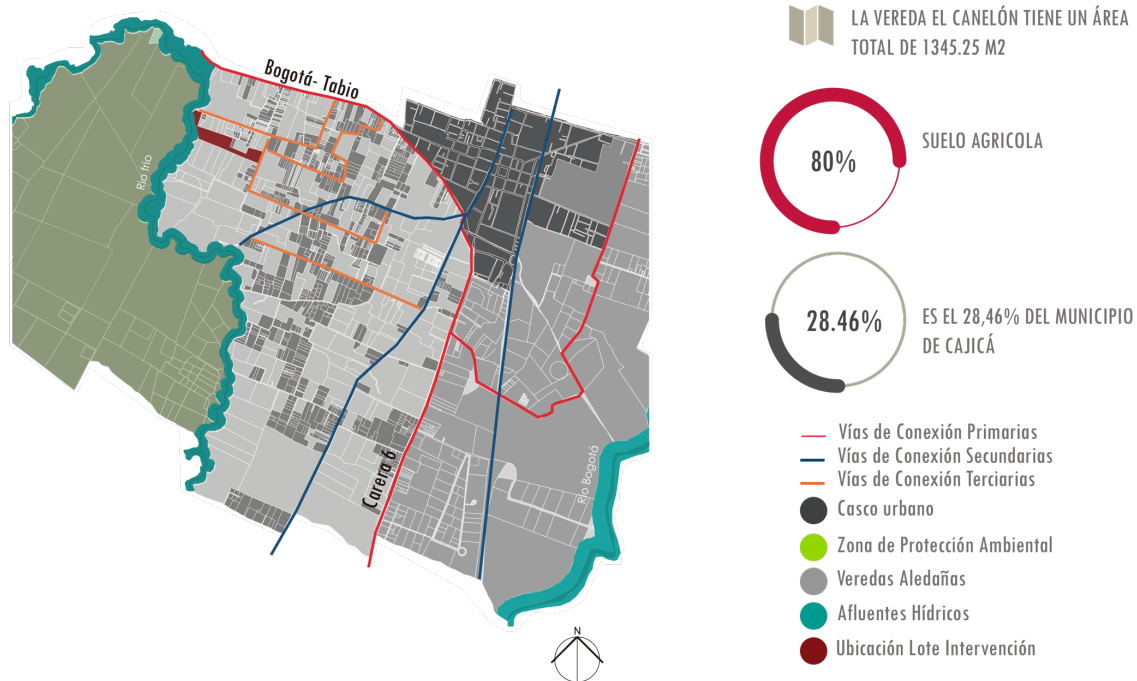 Bogotá- Tabio
Río frío
Carera 6
Río Bogotá
N
LA VEREDA EL CANELÓN TIENE UN ÁREA
TOTAL DE 1345.25 M2
80%
SUELO AGRICOLA
28.46%
ES EL 28,46% DEL MUNICIPIO
DE CAJICÁ
Vías de Conexión Primarias
Vías de Conexión Secundarias
Vías de Conexión Terciarias
Casco urbano
Zona de Protección Ambiental
Veredas Aledañas
Afluentes Hídricos
Ubicación Lote Intervención